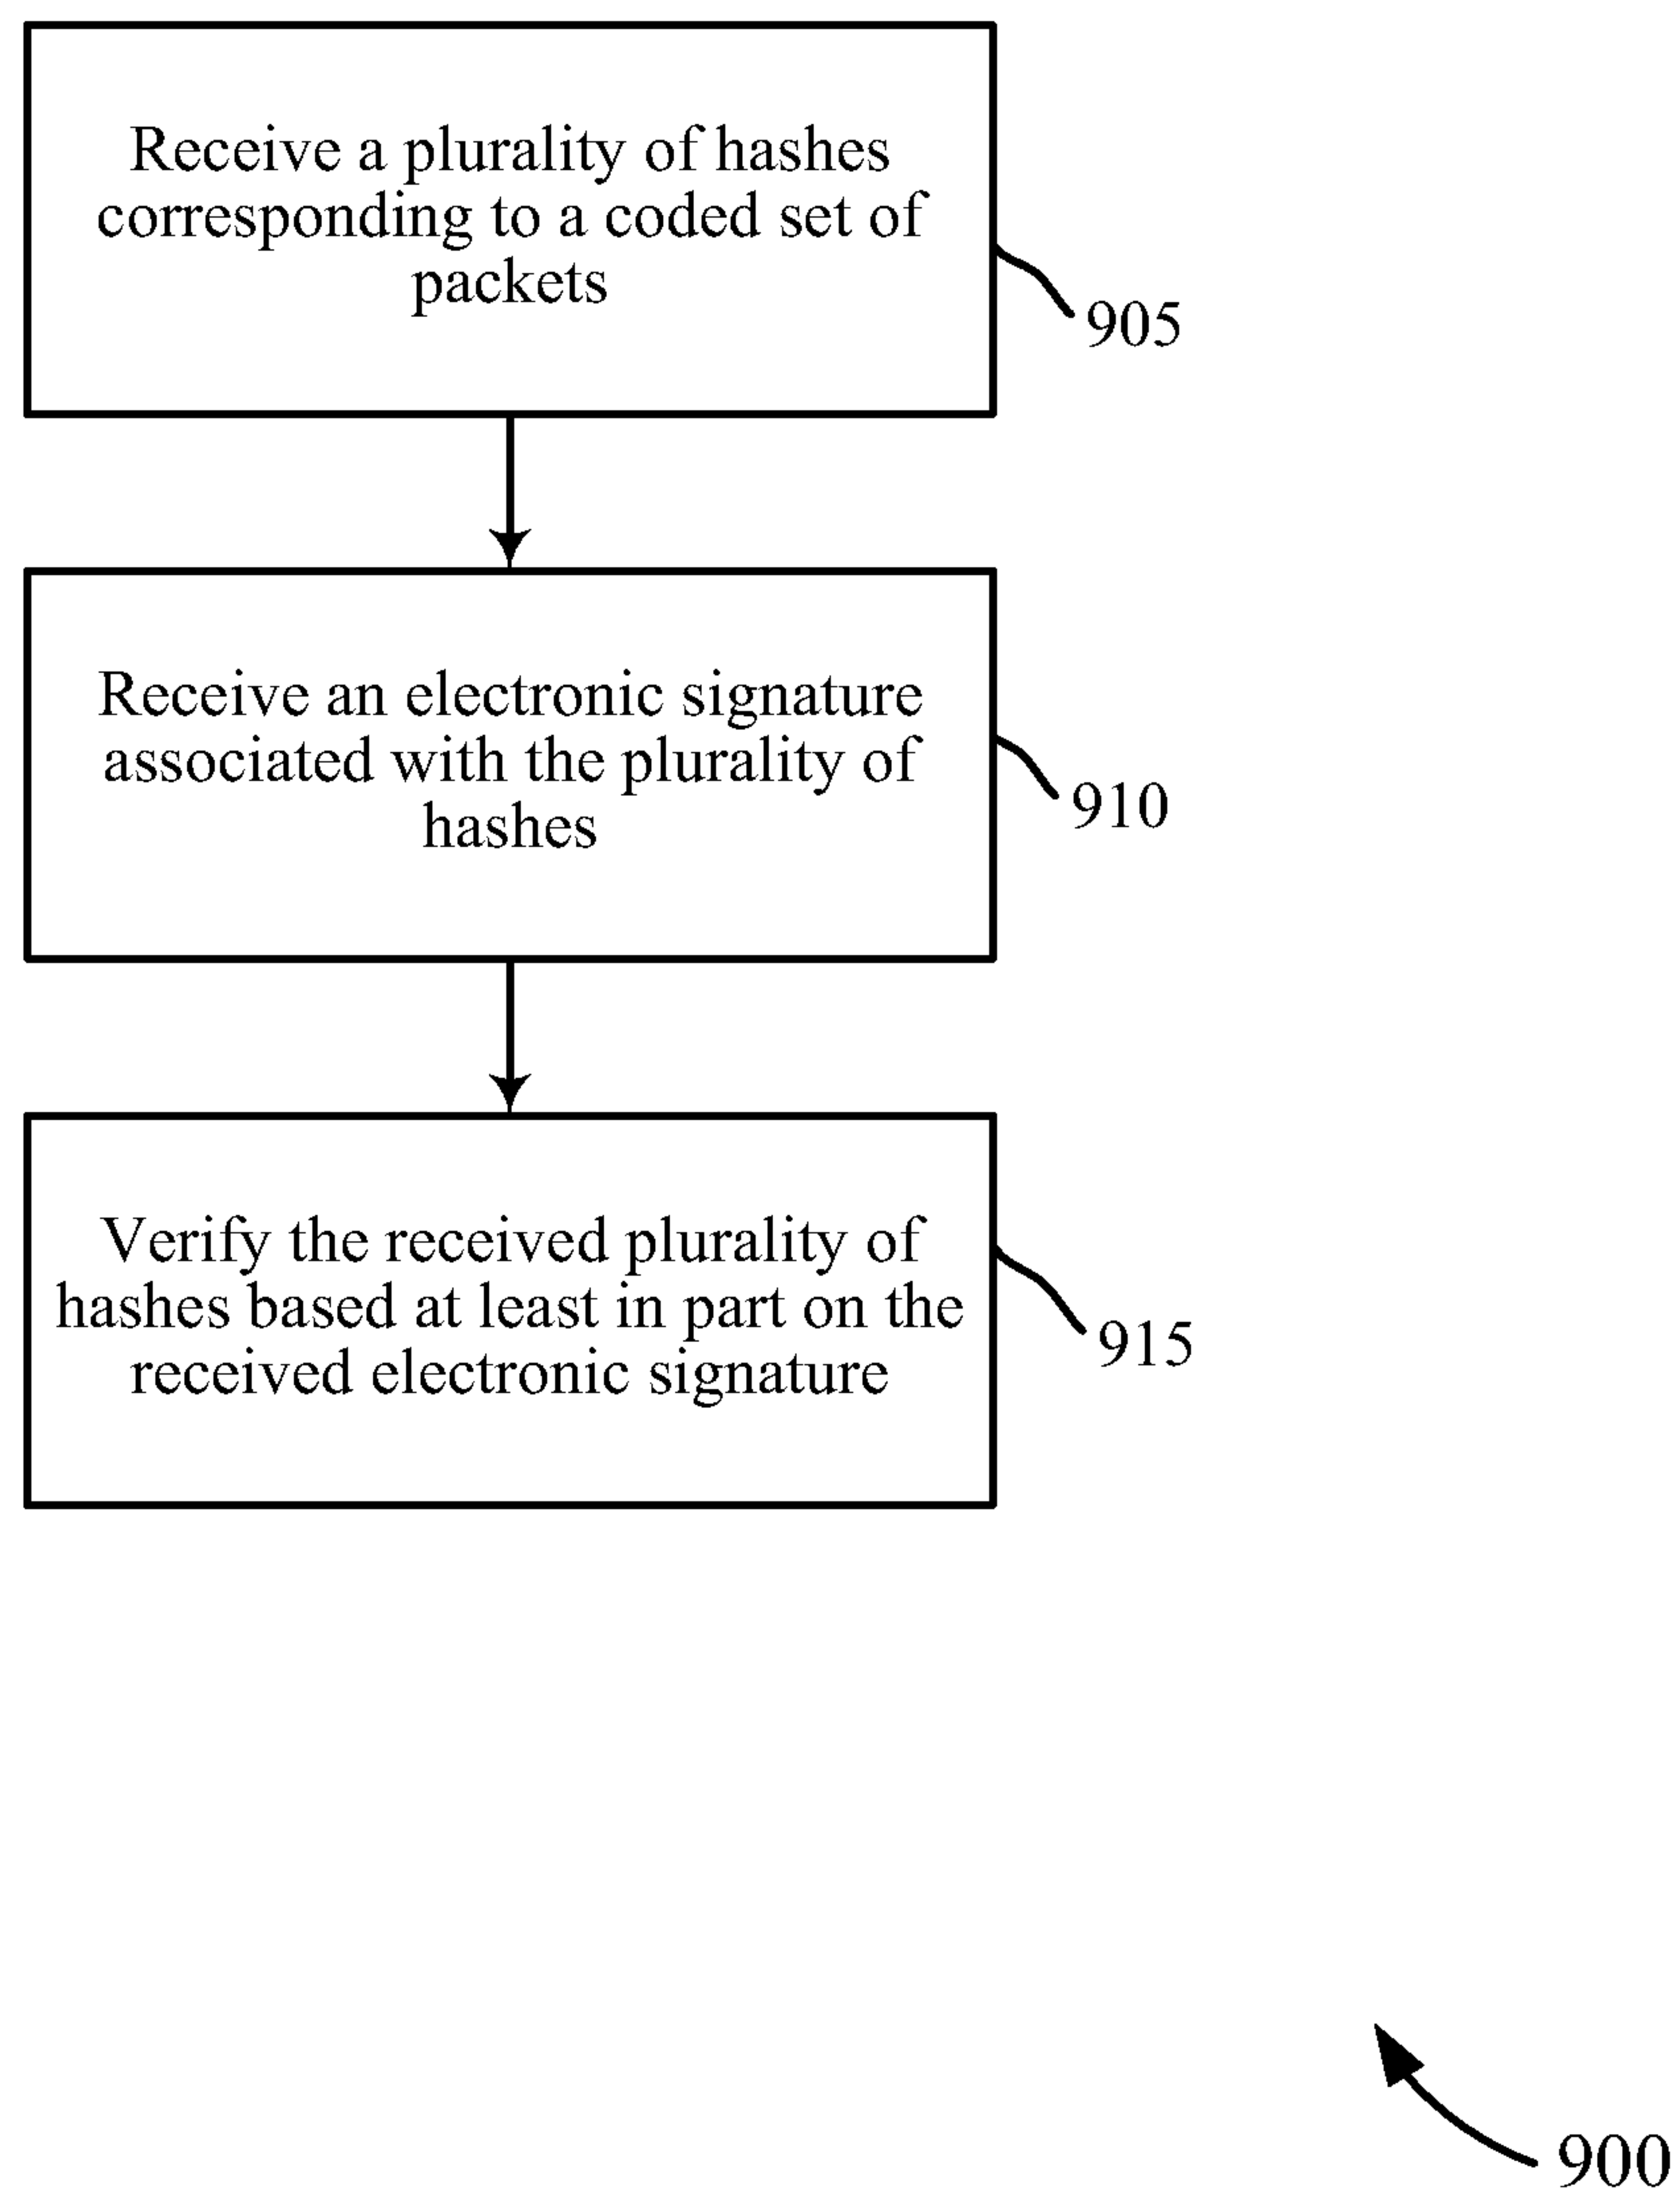 Receive a plurality of hashes
corresponding to a coded set of
packets
905
Receive an electronic signature
associated with the plurality of
hashes
910
Verify the received plurality of
hashes based at least in part on the
received electronic signature
915
900